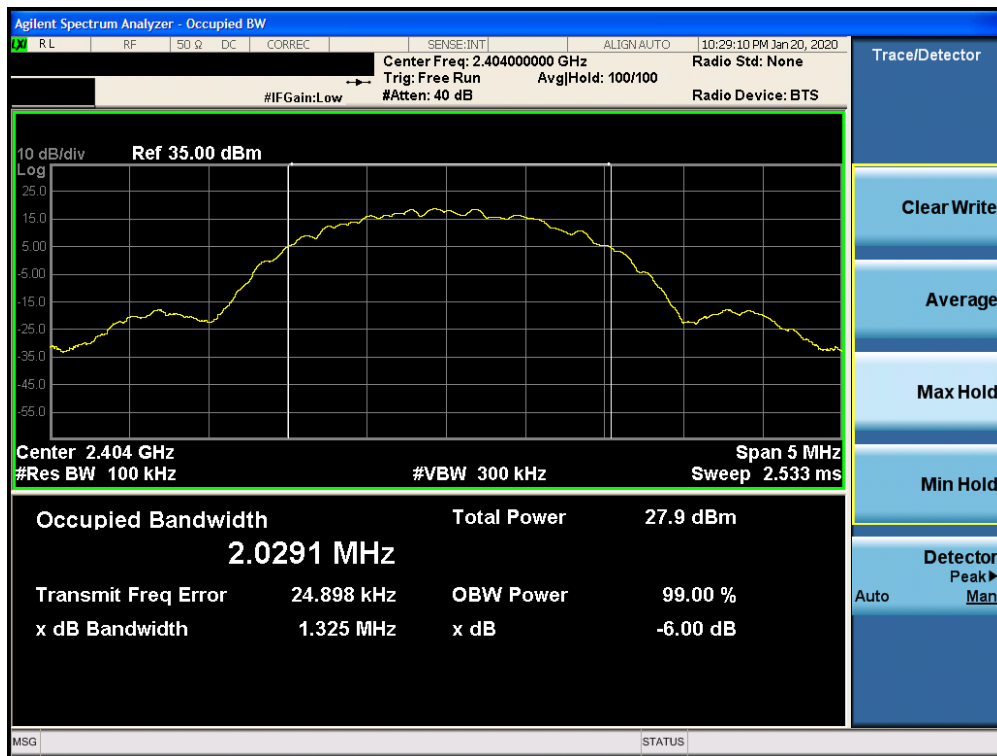 Agilent Spectrum Analyzer - Occupied BW
LXI RL RF 50 Ω DC CORREC SENSE:INT ALIGN AUTO 10:29:10 PM Jan 20, 2020
Center Freq: 2.404000000 GHz Radio Std: None
Trig: Free Run Avg|Hold: 100/100
#IFGain:Low #Atten: 40 dB Radio Device: BTS
10 dB/div Ref 35.00 dBm
Log
25.0
15.0
5.00
-5.00
-15.0
-25.0
-35.0
-45.0
-55.0
Center 2.404 GHz Span 5 MHz
#Res BW 100 kHz #VBW 300 kHz Sweep 2.533 ms
Occupied Bandwidth Total Power 27.9 dBm
2.0291 MHz
Transmit Freq Error 24.898 kHz OBW Power 99.00 %
x dB Bandwidth 1.325 MHz x dB -6.00 dB
MSG STATUS
Trace/Detector
Clear Write
Average
Max Hold
Min Hold
Detector
Peak▶
Auto Man